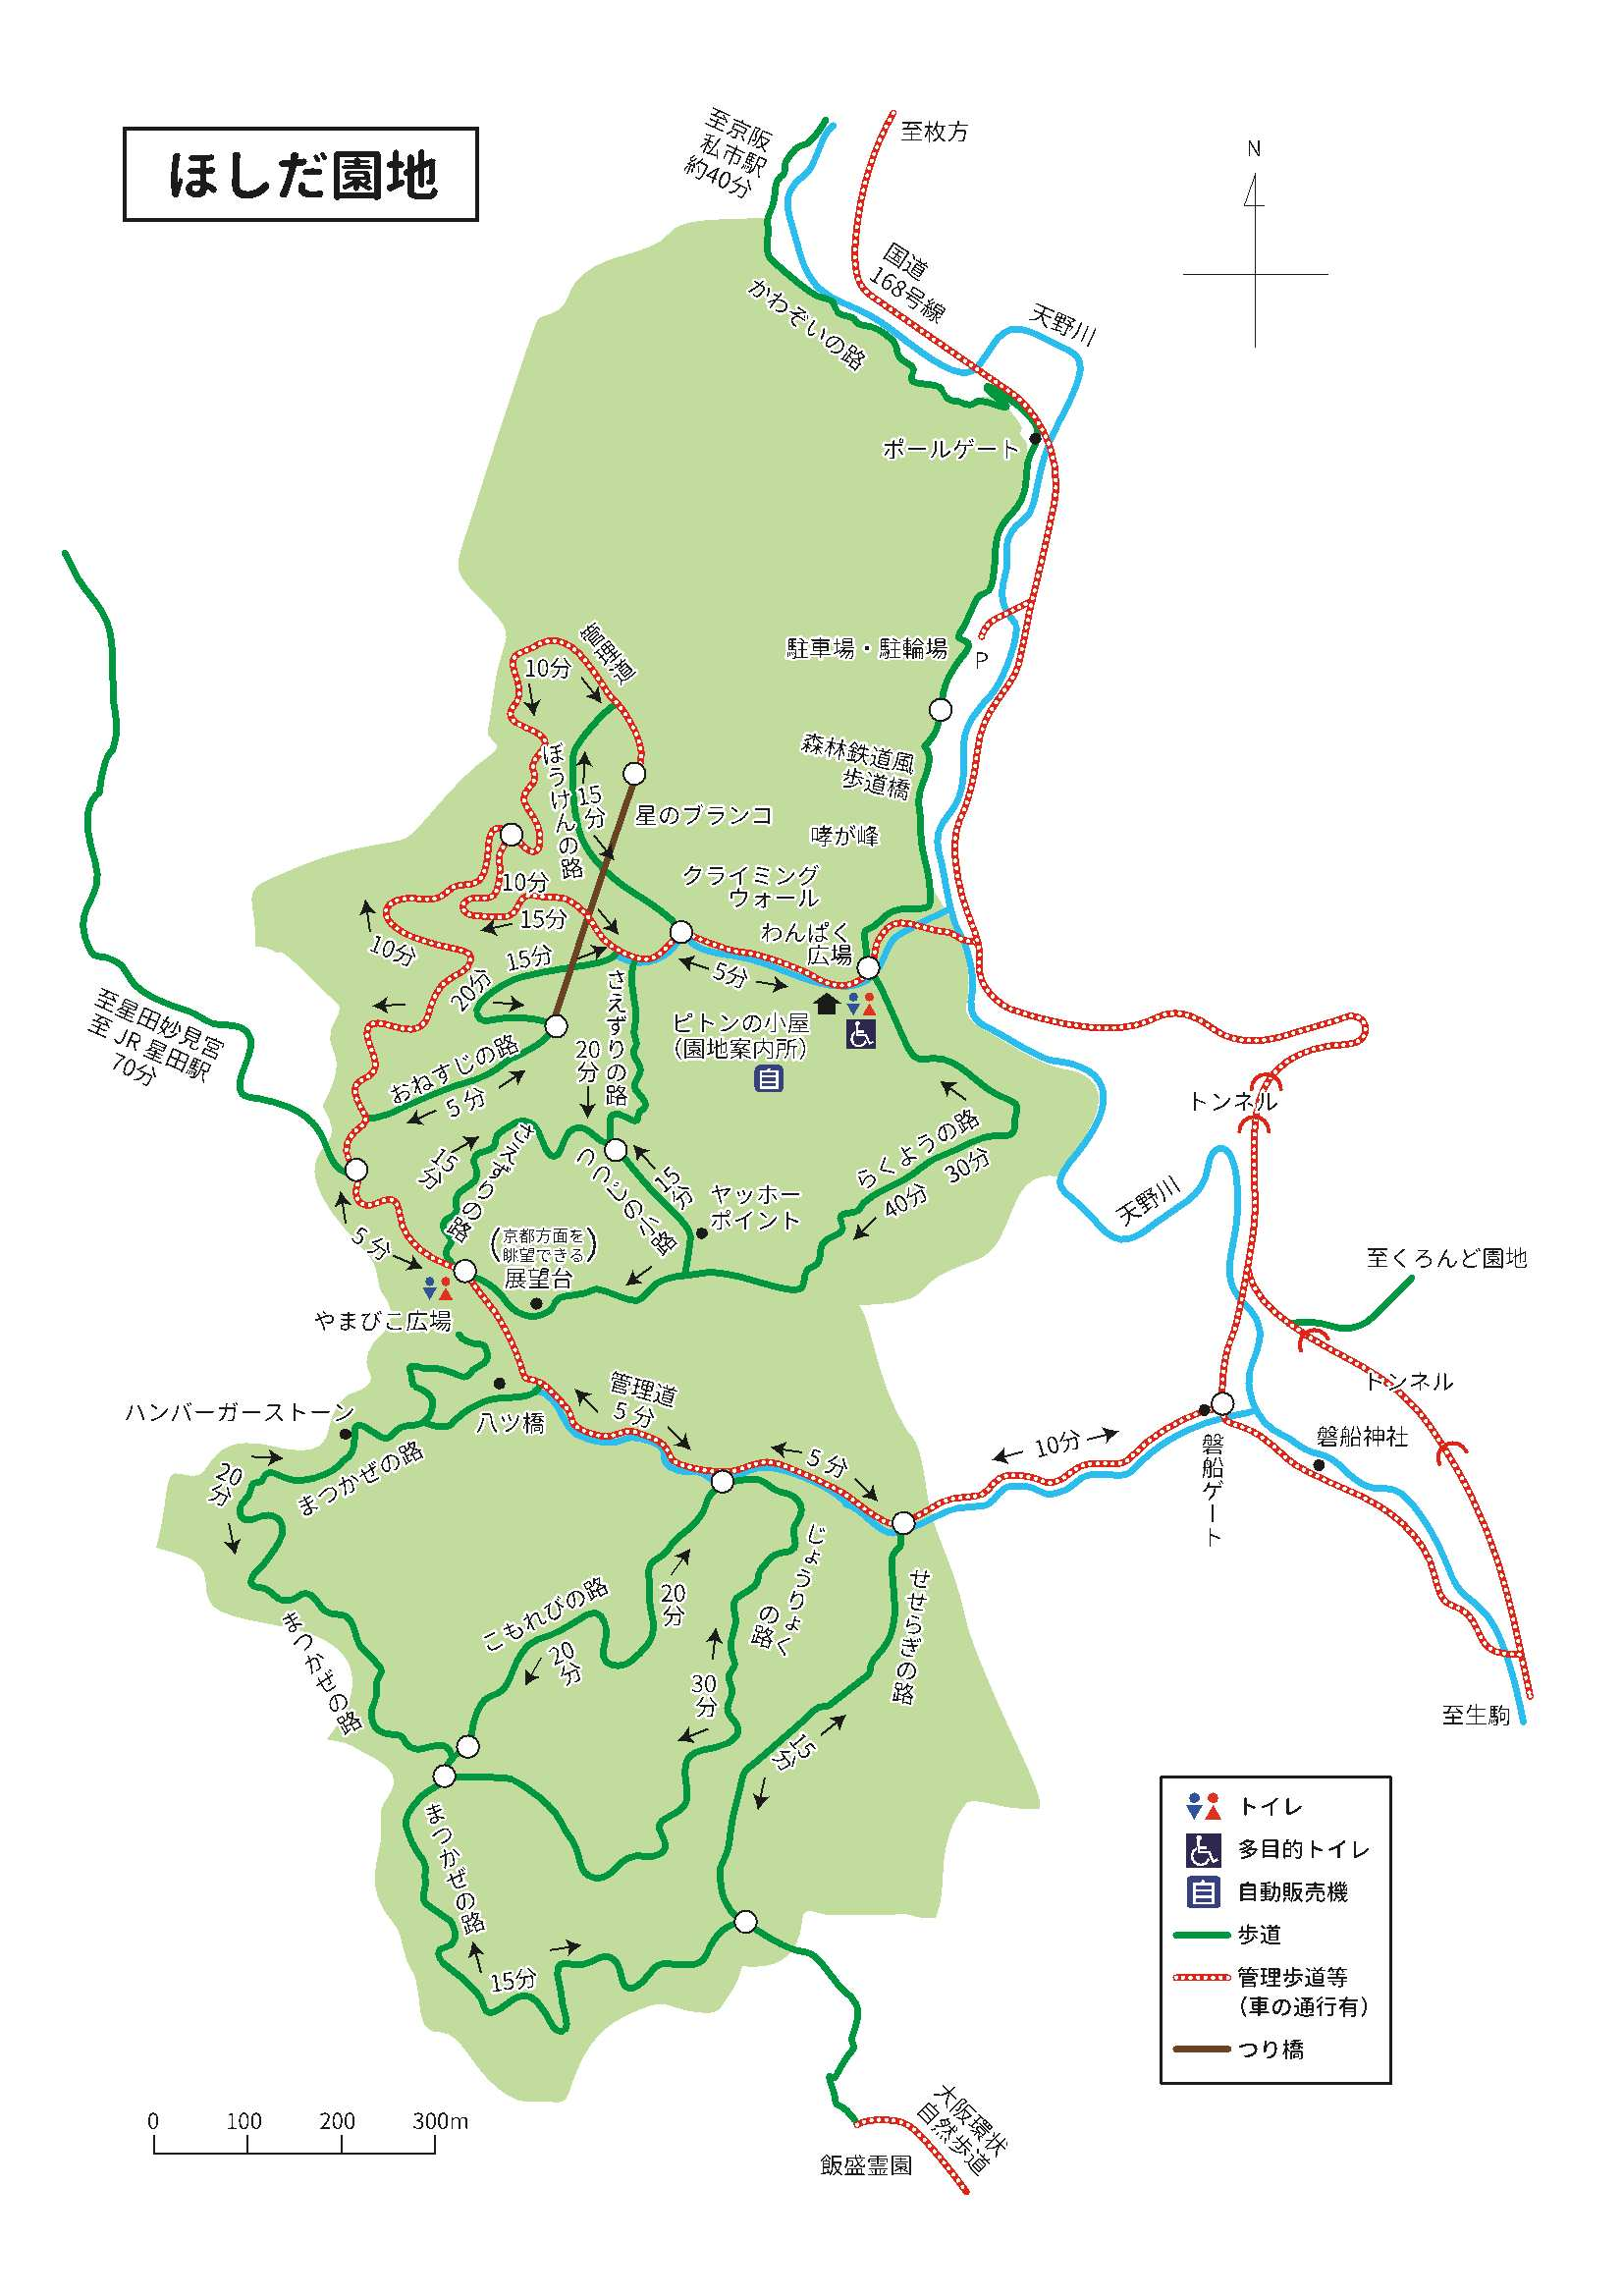 ほしだ園地
至京阪
私市駅
約40分
至枚方
N
国道
168号線
天野川
かわぞいの路
ポールゲート
駐車場・駐輪場
P
管理道
10分
森林鉄道風
歩道橋
ぼうけんの路
15分
星のブランコ
哮が峰
クライミング
ウォール
わんぱく
広場
10分
15分
10分
15分
20分
5分
さえずりの路
20分
ピトンの小屋
(園地案内所)
自
至星田妙見宮
至 JR 星田駅
70分
おねすじの路
5分
トンネル
15分
さえずりの路
つつじの小路
15分
ヤッホー
ポイント
らくようの路
30分
40分
天野川
5分
(京都方面を
眺望できる)
展望台
至くろんど園地
やまびこ広場
ハンバーガーストーン
八ツ橋
管理道
5分
トンネル
まつかぜの路
20分
5分
10分
磐船ゲート
磐船神社
こもれびの路
20分
20分
じょうりょく
の路
せせらぎの路
まつかぜの路
30分
15分
至生駒
まつかぜの路
15分
トイレ
多目的トイレ
自 自動販売機
歩道
管理歩道等
(車の通行有)
つり橋
0 100 200 300m
大阪環状
自然歩道
飯盛霊園